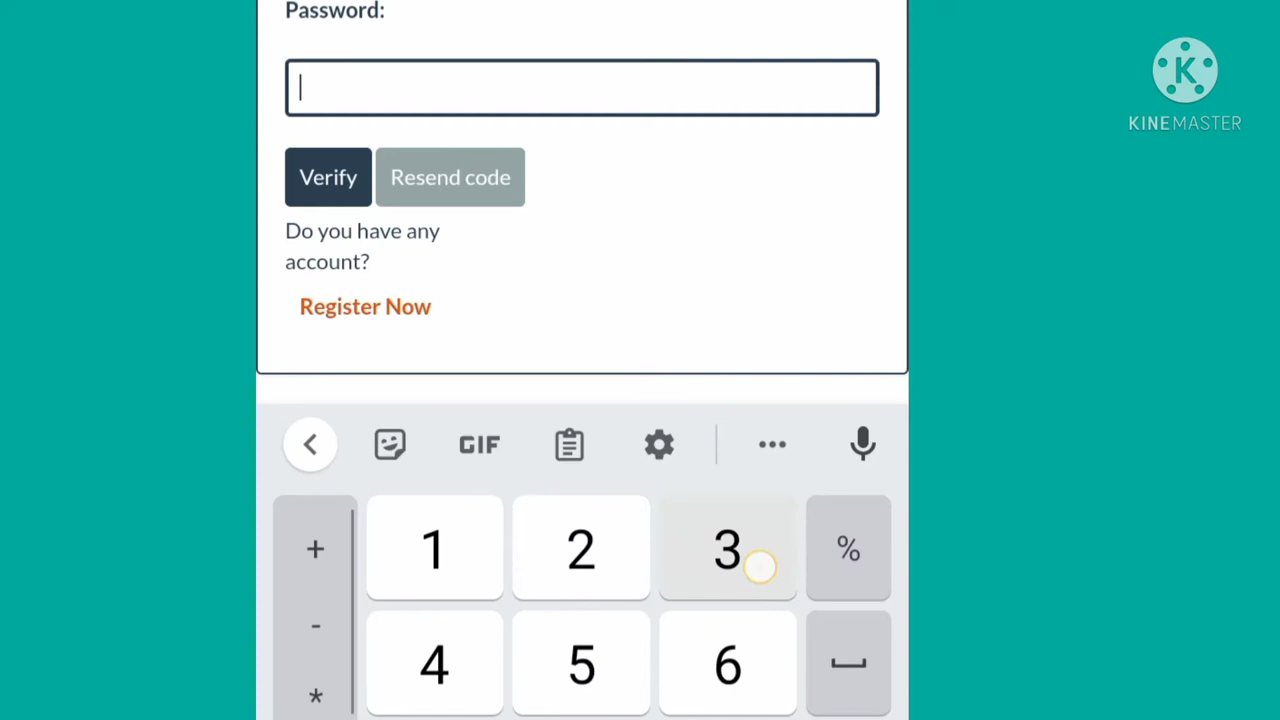 Password:
KINEMASTER
Verify
Resend code
Do you have any
account?
Register Now
GIF
+
1
2
3
%
-
4
5
6
*